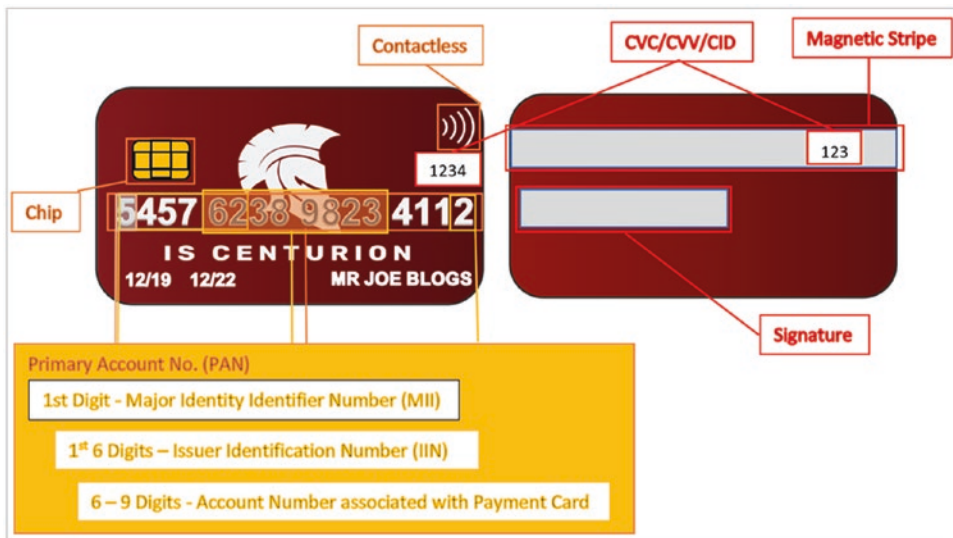 Contactless
CVC/CVV/CID
Magnetic Stripe
1234
123
Chip
5457 6238 9823 4112
IS CENTURION
12/19 12/22 MR JOE BLOGS
Signature
Primary Account No. (PAN)
1st Digit - Major Identity Identifier Number (MII)
1st 6 Digits – Issuer Identification Number (IIN)
6 – 9 Digits - Account Number associated with Payment Card